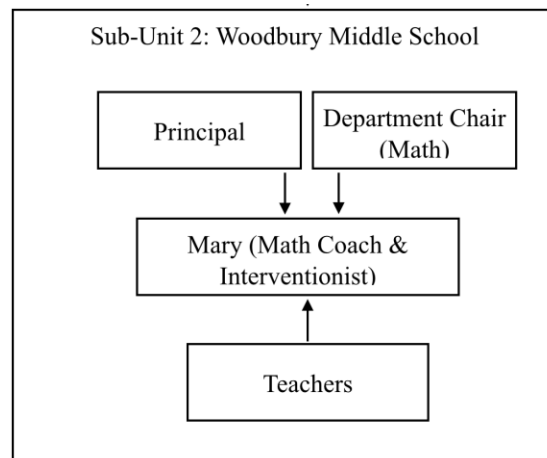 Sub-Unit 2: Woodbury Middle School
Principal
Department Chair
(Math)
Mary (Math Coach &
Interventionist)
Teachers